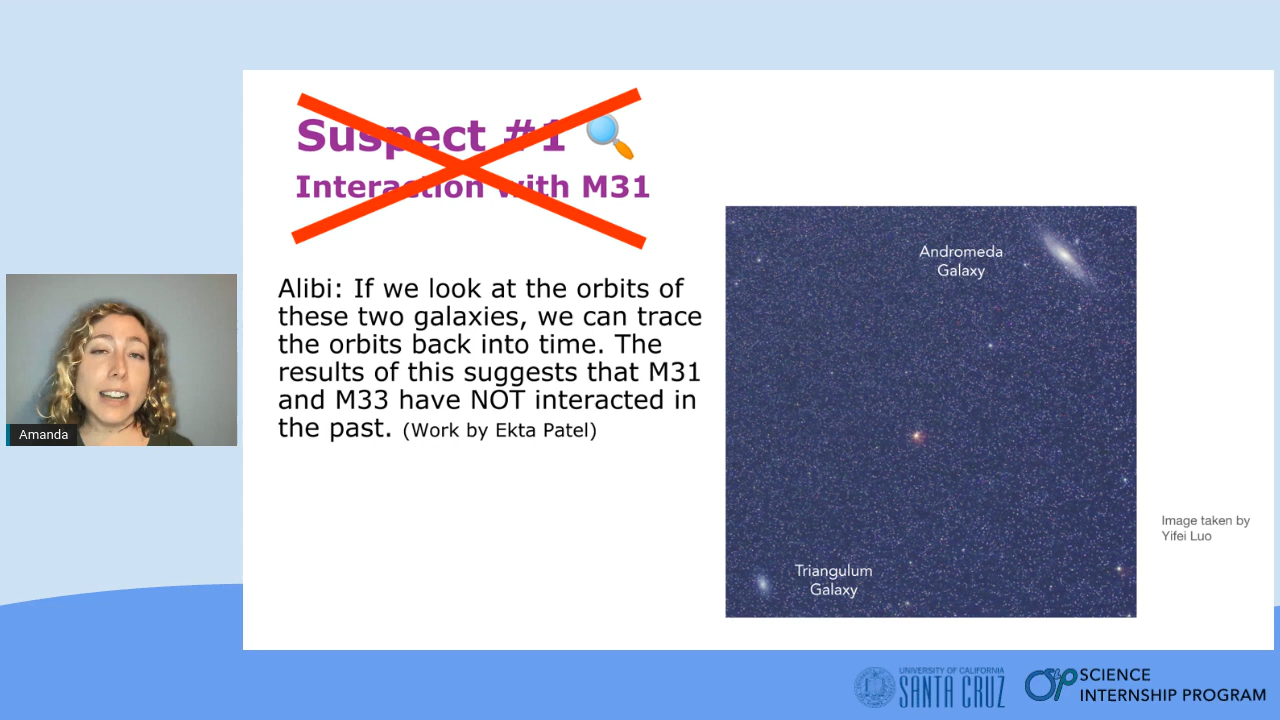 Suspect #1
Interaction with M31
Alibi: If we look at the orbits of
these two galaxies, we can trace
the orbits back into time. The
results of this suggests that M31
and M33 have NOT interacted in
the past. (Work by Ekta Patel)
Andromeda
Galaxy
Triangulum
Galaxy
Image taken by
Yifei Luo
Amanda
UNIVERSITY OF CALIFORNIA
SANTA CRUZ
SIP
SCIENCE
INTERNSHIP PROGRAM